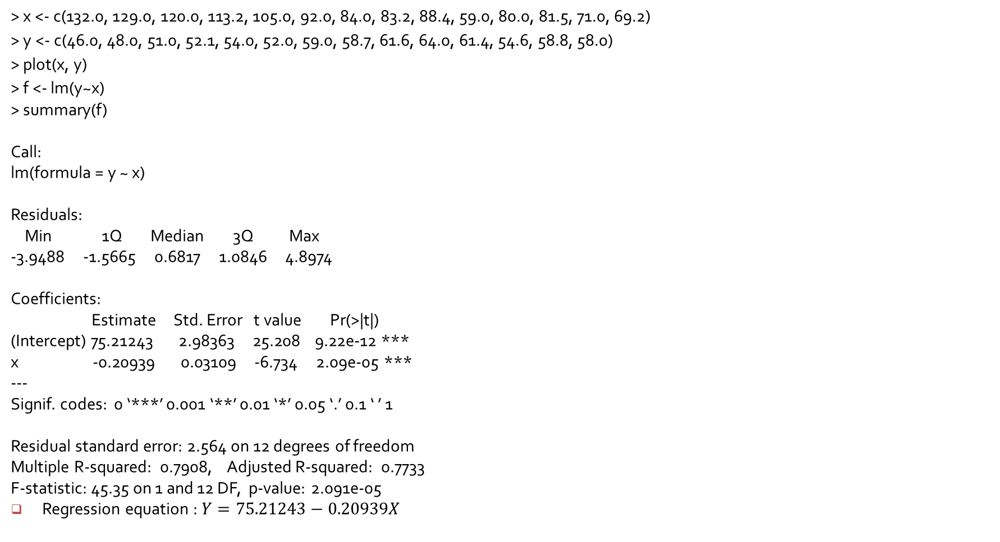 > x <- c(132.0, 129.0, 120.0, 113.2, 105.0, 92.0, 84.0, 83.2, 88.4, 59.0, 80.0, 81.5, 71.0, 69.2)
> y <- c(46.0, 48.0, 51.0, 52.1, 54.0, 52.0, 59.0, 58.7, 61.6, 64.0, 61.4, 54.6, 58.8, 58.0)
> plot(x, y)
> f <- lm(y~x)
> summary(f)
Call:
lm(formula = y ~ x)
Residuals:
Min 1Q Median 3Q Max
-3.9488 -1.5665 0.6817 1.0846 4.8974
Coefficients:
Estimate Std. Error t value Pr(>|t|)
(Intercept) 75.21243 2.98363 25.208 9.22e-12 ***
x -0.20939 0.03109 -6.734 2.09e-05 ***
---
Signif. codes: 0 ‘***’ 0.001 ‘**’ 0.01 ‘*’ 0.05 ‘.’ 0.1 ‘ ’ 1
Residual standard error: 2.564 on 12 degrees of freedom
Multiple R-squared: 0.7908, Adjusted R-squared: 0.7733
F-statistic: 45.35 on 1 and 12 DF, p-value: 2.091e-05
❑ Regression equation : Y = 75.21243 − 0.20939X